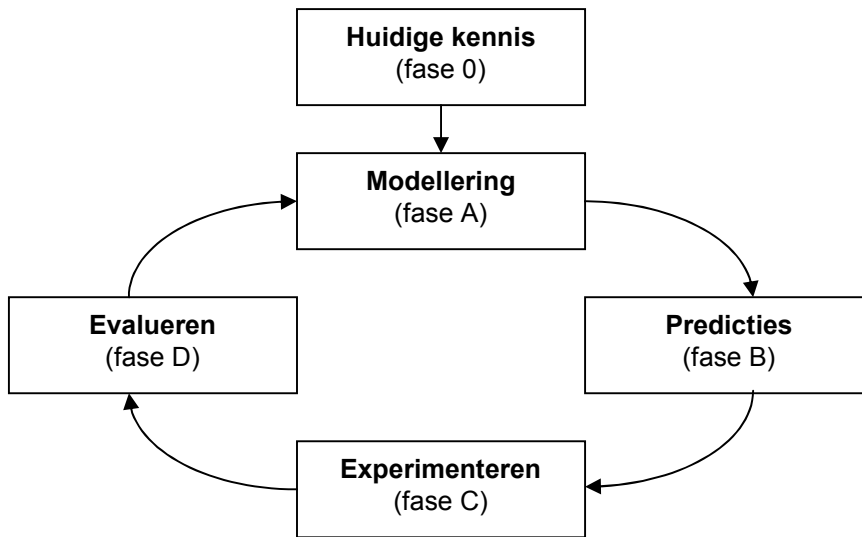 Huidige kennis
(fase 0)
Modellering
(fase A)
Evalueren
(fase D)
Predicties
(fase B)
Experimenteren
(fase C)